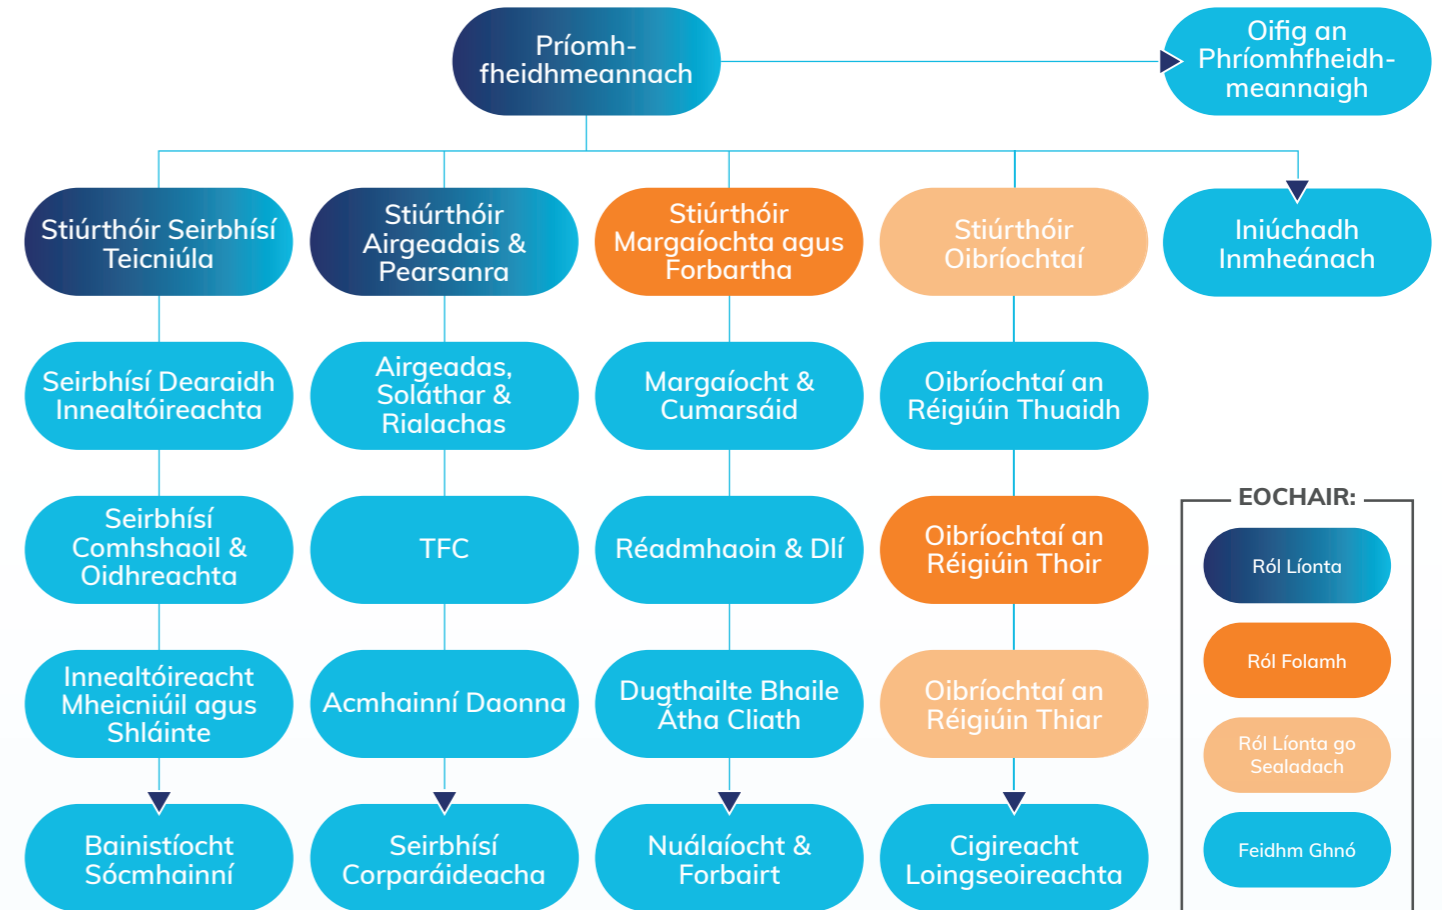 Príomh-
fheidhmeannach
Oifig an
Phríomhfheidh-
meannaigh
Stiúrthóir Seirbhísí
Teicniúla
Stiúrthóir
Airgeadais &
Pearsanra
Stiúrthóir
Margaíochta agus
Forbartha
Stiúrthóir
Oibríochtaí
Iniúchadh
Inmheánach
Seirbhísí Dearaidh
Innealtóireachta
Airgeadas,
Soláthar &
Rialachas
Margaíocht &
Cumarsáid
Oibríochtaí an
Réigiúin Thuaidh
Seirbhísí
Comhshaoil &
Oidhreachta
TFC
Réadmhaoin & Dlí
Oibríochtaí an
Réigiúin Thoir
Innealtóireacht
Mheicniúil agus
Shláinte
Acmhainní Daonna
Dugthailte Bhaile
Átha Cliath
Oibríochtaí an
Réigiúin Thiar
Bainistíocht
Sócmhainní
Seirbhísí
Corparáideacha
Nuálaíocht &
Forbairt
Cigireacht
Loingseoireachta
EOCHAIR:
Ról Líonta
Ról Folamh
Ról Líonta go
Sealadach
Feidhm Ghnó